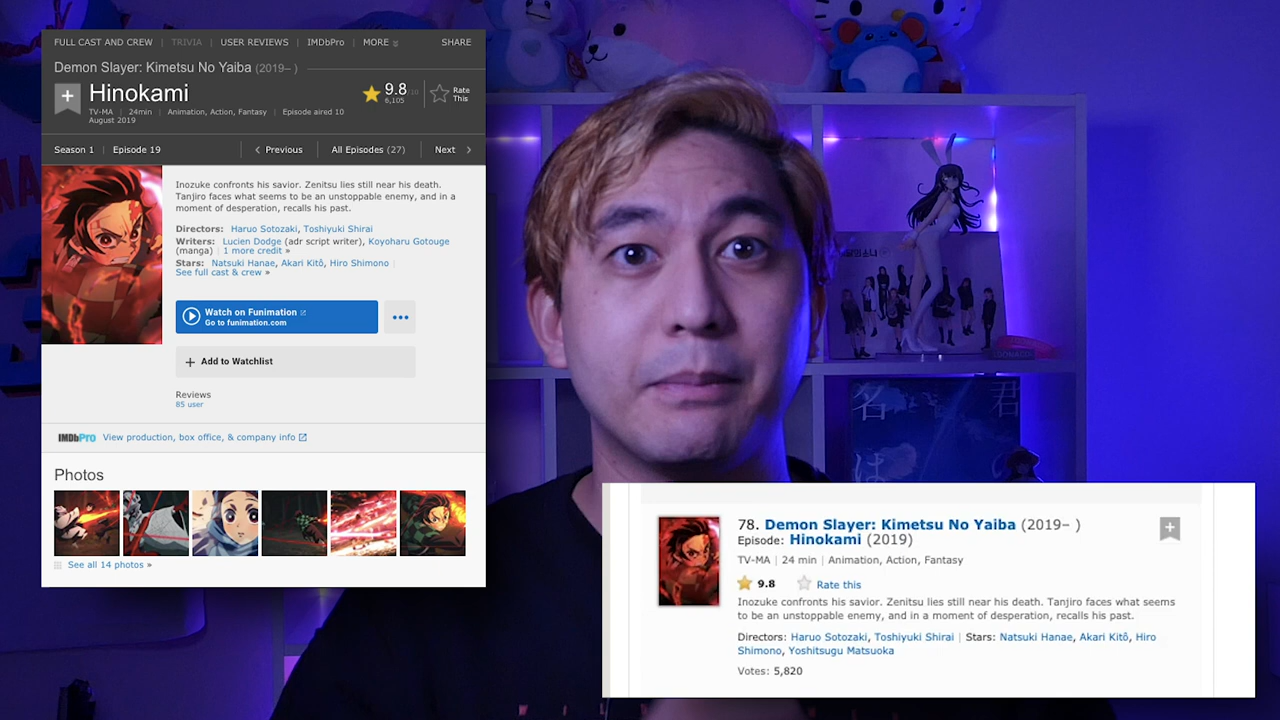 FULL CAST AND CREW | TRIVIA | USER REVIEWS | IMDbPro | MORE SHARE
Demon Slayer: Kimetsu No Yaiba (2019– )
+ Hinokami
9.8/10
6,105
Rate This
TV-MA | 24min | Animation, Action, Fantasy | Episode aired 10
August 2019
Season 1 | Episode 19 | Previous | All Episodes (27) | Next
Inozuke confronts his savior. Zenitsu lies still near his death.
Tanjiro faces what seems to be an unstoppable enemy, and in a
moment of desperation, recalls his past.
Directors: Haruo Sotozaki, Toshiyuki Shirai
Writers: Lucien Dodge (adr script writer), Koyoharu Gotouge
(manga) | 1 more credit »
Stars: Natsuki Hanae, Akari Kitô, Hiro Shimono |
See full cast & crew »
Watch on Funimation
Go to funimation.com
+ Add to Watchlist
Reviews
85 user
IMDbPro View production, box office, & company info
Photos
See all 14 photos »
名 君
は
78. Demon Slayer: Kimetsu No Yaiba (2019– )
Episode: Hinokami (2019)
TV-MA | 24 min | Animation, Action, Fantasy
9.8 Rate this
Inozuke confronts his savior. Zenitsu lies still near his death. Tanjiro faces what seems
to be an unstoppable enemy, and in a moment of desperation, recalls his past.
Directors: Haruo Sotozaki, Toshiyuki Shirai | Stars: Natsuki Hanae, Akari Kitô, Hiro
Shimono, Yoshitsugu Matsuoka
Votes: 5,820